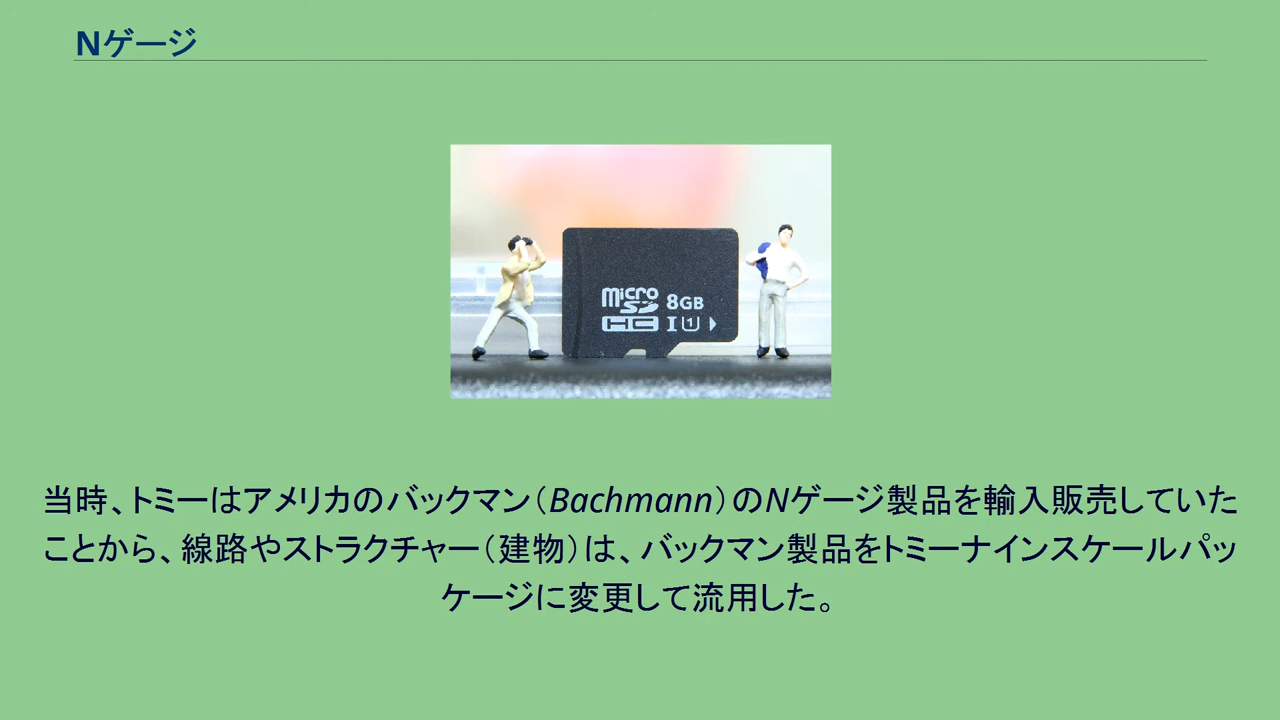 Nゲージ
micro
SD 8GB
HC I U1
当時、トミーはアメリカのバックマン（Bachmann）のNゲージ製品を輸入販売していた
ことから、線路やストラクチャー（建物）は、バックマン製品をトミーナインスケールパッ
ケージに変更して流用した。